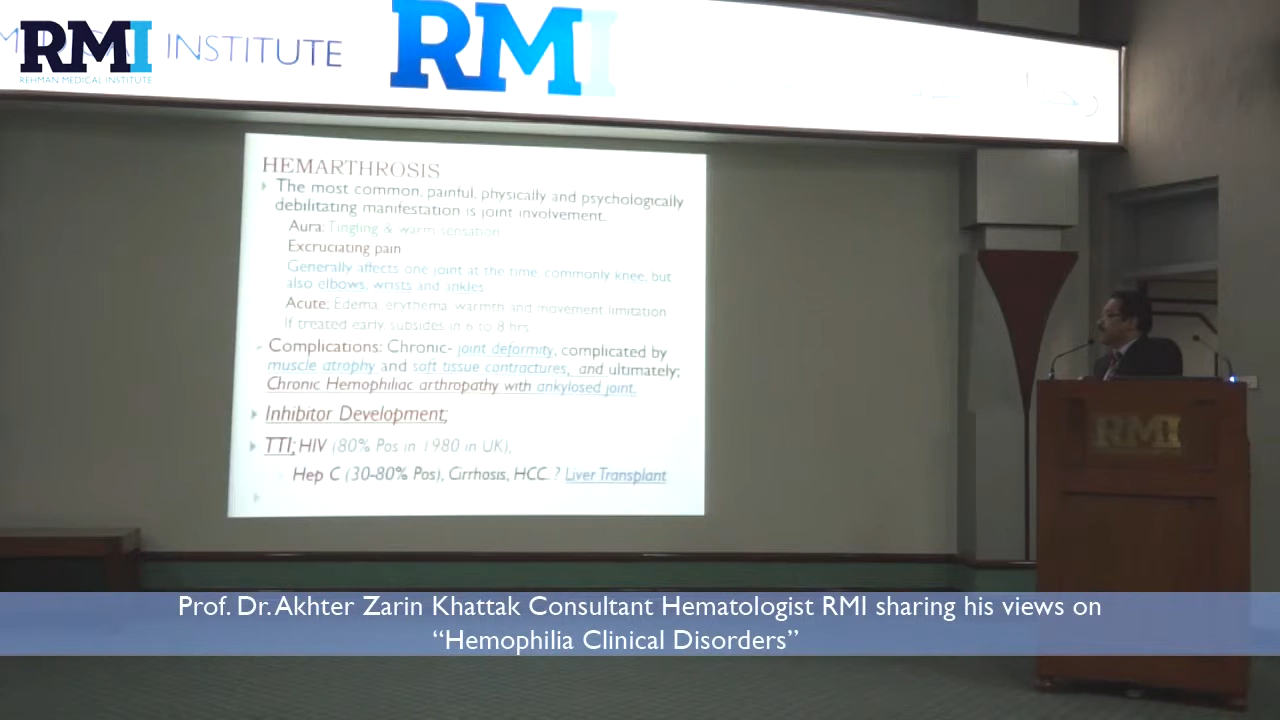 RMI
REHMAN MEDICAL INSTITUTE
INSTITUTE
RMI
HEMARTHROSIS
The most common, painful, physically and psychologically
debilitating manifestation is joint involvement.
Aura: Tingling & warm sensation
Excruciating pain
Generally affects one joint at the time, commonly knee, but
also elbows, wrists and ankles
Acute; Edema, erythema, warmth and movement limitation
If treated early, subsides in 6 to 8 hrs
Complications: Chronic- joint deformity, complicated by
muscle atrophy and soft tissue contractures, and ultimately;
Chronic Hemophiliac arthropathy with ankylosed joint.
Inhibitor Development;
TTI; HIV (80% Pos in 1980 in UK),
Hep C (30-80% Pos), Cirrhosis, HCC. ? Liver Transplant
RMI
Prof. Dr. Akhter Zarin Khattak Consultant Hematologist RMI sharing his views on
“Hemophilia Clinical Disorders”